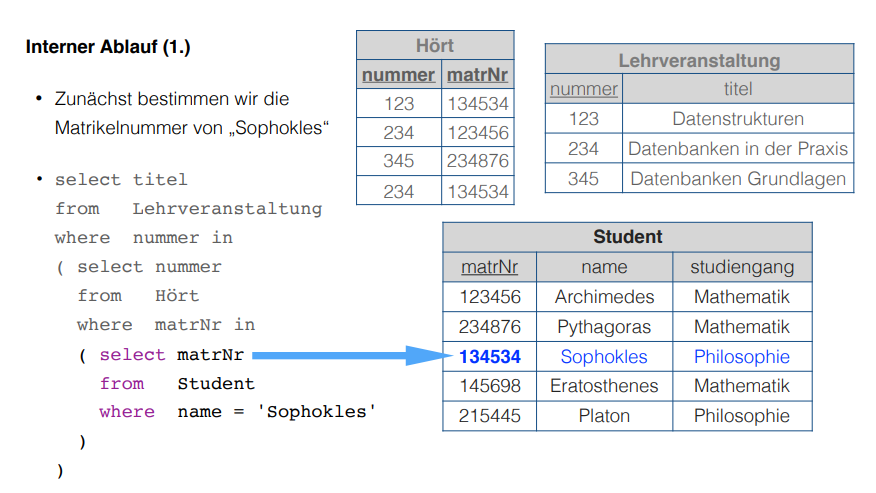 Interner Ablauf (1.)
• Zunächst bestimmen wir die
Matrikelnummer von „Sophokles“
• select titel
from Lehrveranstaltung
where nummer in
( select nummer
from Hört
where matrNr in
( select matrNr
from Student
where name = 'Sophokles'
)
)
Hört
nummer matrNr
123 134534
234 123456
345 234876
234 134534
Lehrveranstaltung
nummer titel
123 Datenstrukturen
234 Datenbanken in der Praxis
345 Datenbanken Grundlagen
Student
matrNr name studiengang
123456 Archimedes Mathematik
234876 Pythagoras Mathematik
134534 Sophokles Philosophie
145698 Eratosthenes Mathematik
215445 Platon Philosophie